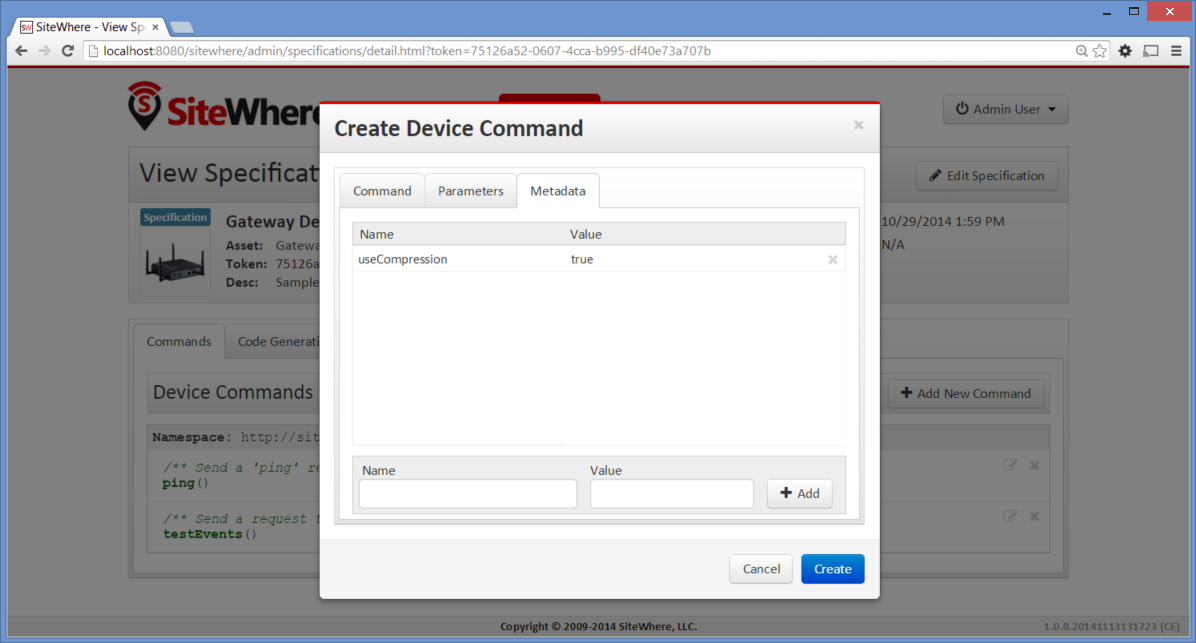 SiteWhere - View Sp
localhost:8080/sitewhere/admin/specifications/detail.html?token=75126a52-0607-4cca-b995-df40e73a707b
SiteWhere
Admin User
View Specificat
Edit Specification
Specification
Gateway De
Asset: Gatewa
Token: 75126a
Desc: Sample
10/29/2014 1:59 PM
N/A
Commands
Code Generati
Device Commands
Add New Command
Namespace: http://sit
/** Send a 'ping' re
ping()
/** Send a request t
testEvents()
Create Device Command
Command
Parameters
Metadata
Name Value
useCompression true
Name Value
Add
Cancel
Create
Copyright © 2009-2014 SiteWhere, LLC.
1.0.0.20141113131723 (CE)